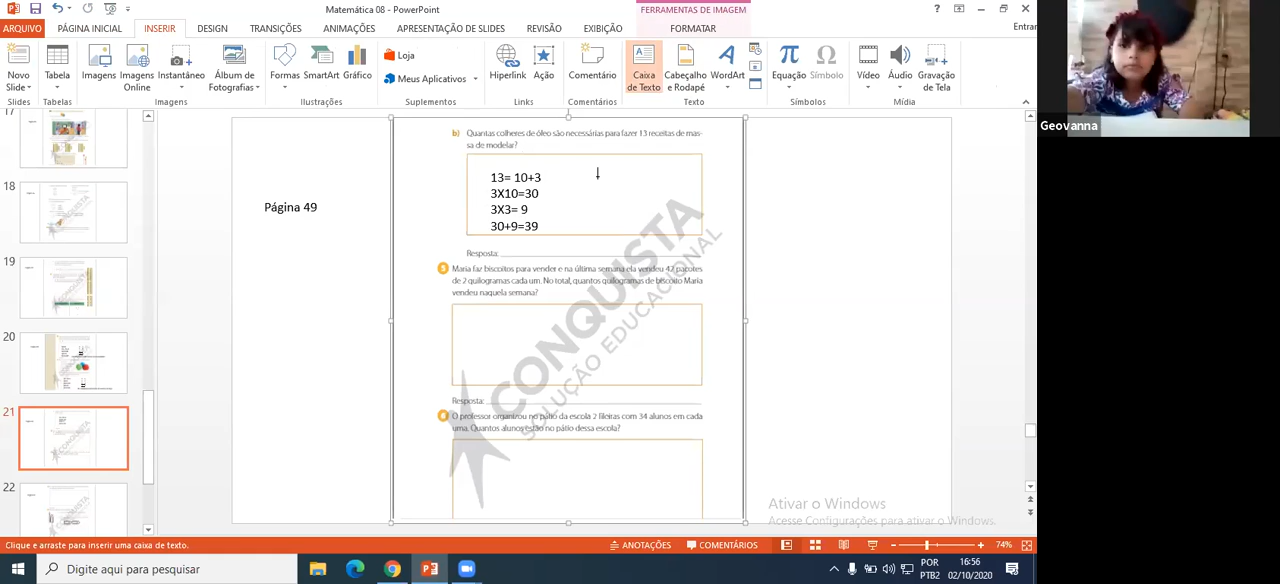 Matemática 08 - PowerPoint
FERRAMENTAS DE IMAGEM
ARQUIVO PÁGINA INICIAL INSERIR DESIGN TRANSIÇÕES ANIMAÇÕES APRESENTAÇÃO DE SLIDES REVISÃO EXIBIÇÃO FORMATAR Entrar
Novo Slide
Tabela
Imagens
Imagens Online
Instantâneo
Álbum de Fotografias
Formas
SmartArt
Gráfico
Loja
Meus Aplicativos
Hiperlink
Ação
Comentário
Caixa de Texto
Cabeçalho e Rodapé
WordArt
Equação
Símbolo
Vídeo
Áudio
Gravação de Tela
Slides Tabelas Imagens Ilustrações Suplementos Links Comentários Texto Símbolos Mídia
Geovanna
17
18
19
20
21
22
Página 49
b) Quantas colheres de óleo são necessárias para fazer 13 receitas de mas-
sa de modelar?
13= 10+3
3X10=30
3X3= 9
30+9=39
Resposta:
5 Maria faz biscoitos para vender e na última semana ela vendeu 42 pacotes
de 2 quilogramas cada um. No total, quantos quilogramas de biscoito Maria
vendeu naquela semana?
Resposta:
6 O professor organizou no pátio da escola 2 fileiras com 34 alunos em cada
uma. Quantos alunos estão no pátio dessa escola?
CONQUISTA
SOLUÇÃO EDUCACIONAL
Ativar o Windows
Acesse Configurações para ativar o Windows.
Clique e arraste para inserir uma caixa de texto.
ANOTAÇÕES COMENTÁRIOS 74%
Digite aqui para pesquisar
POR
PTB2
16:56
02/10/2020